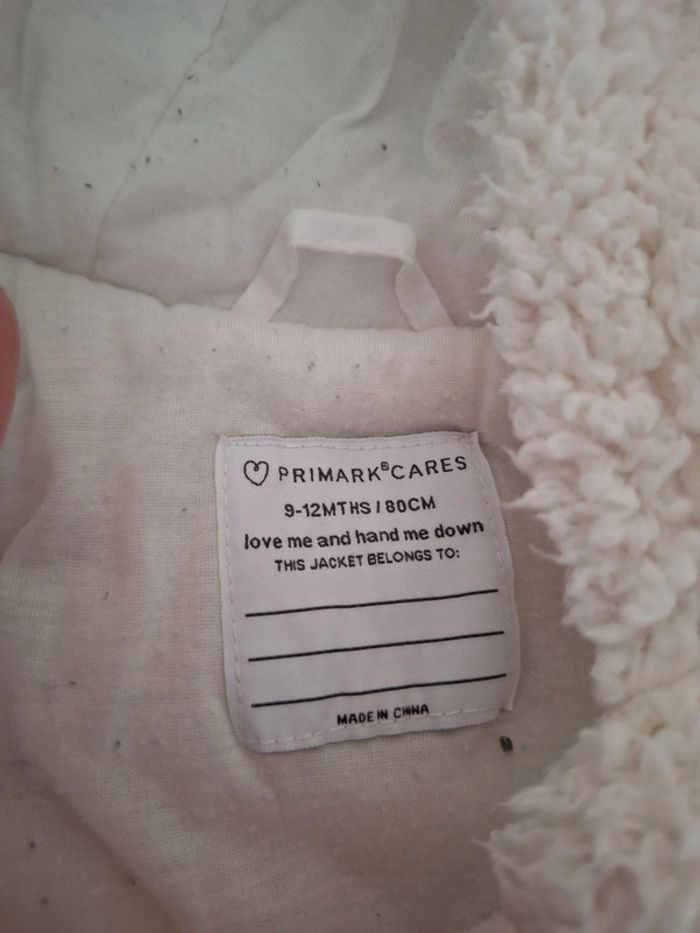 PRIMARK® CARES
9-12MTHS / 80CM
love me and hand me down
THIS JACKET BELONGS TO:
MADE IN CHINA